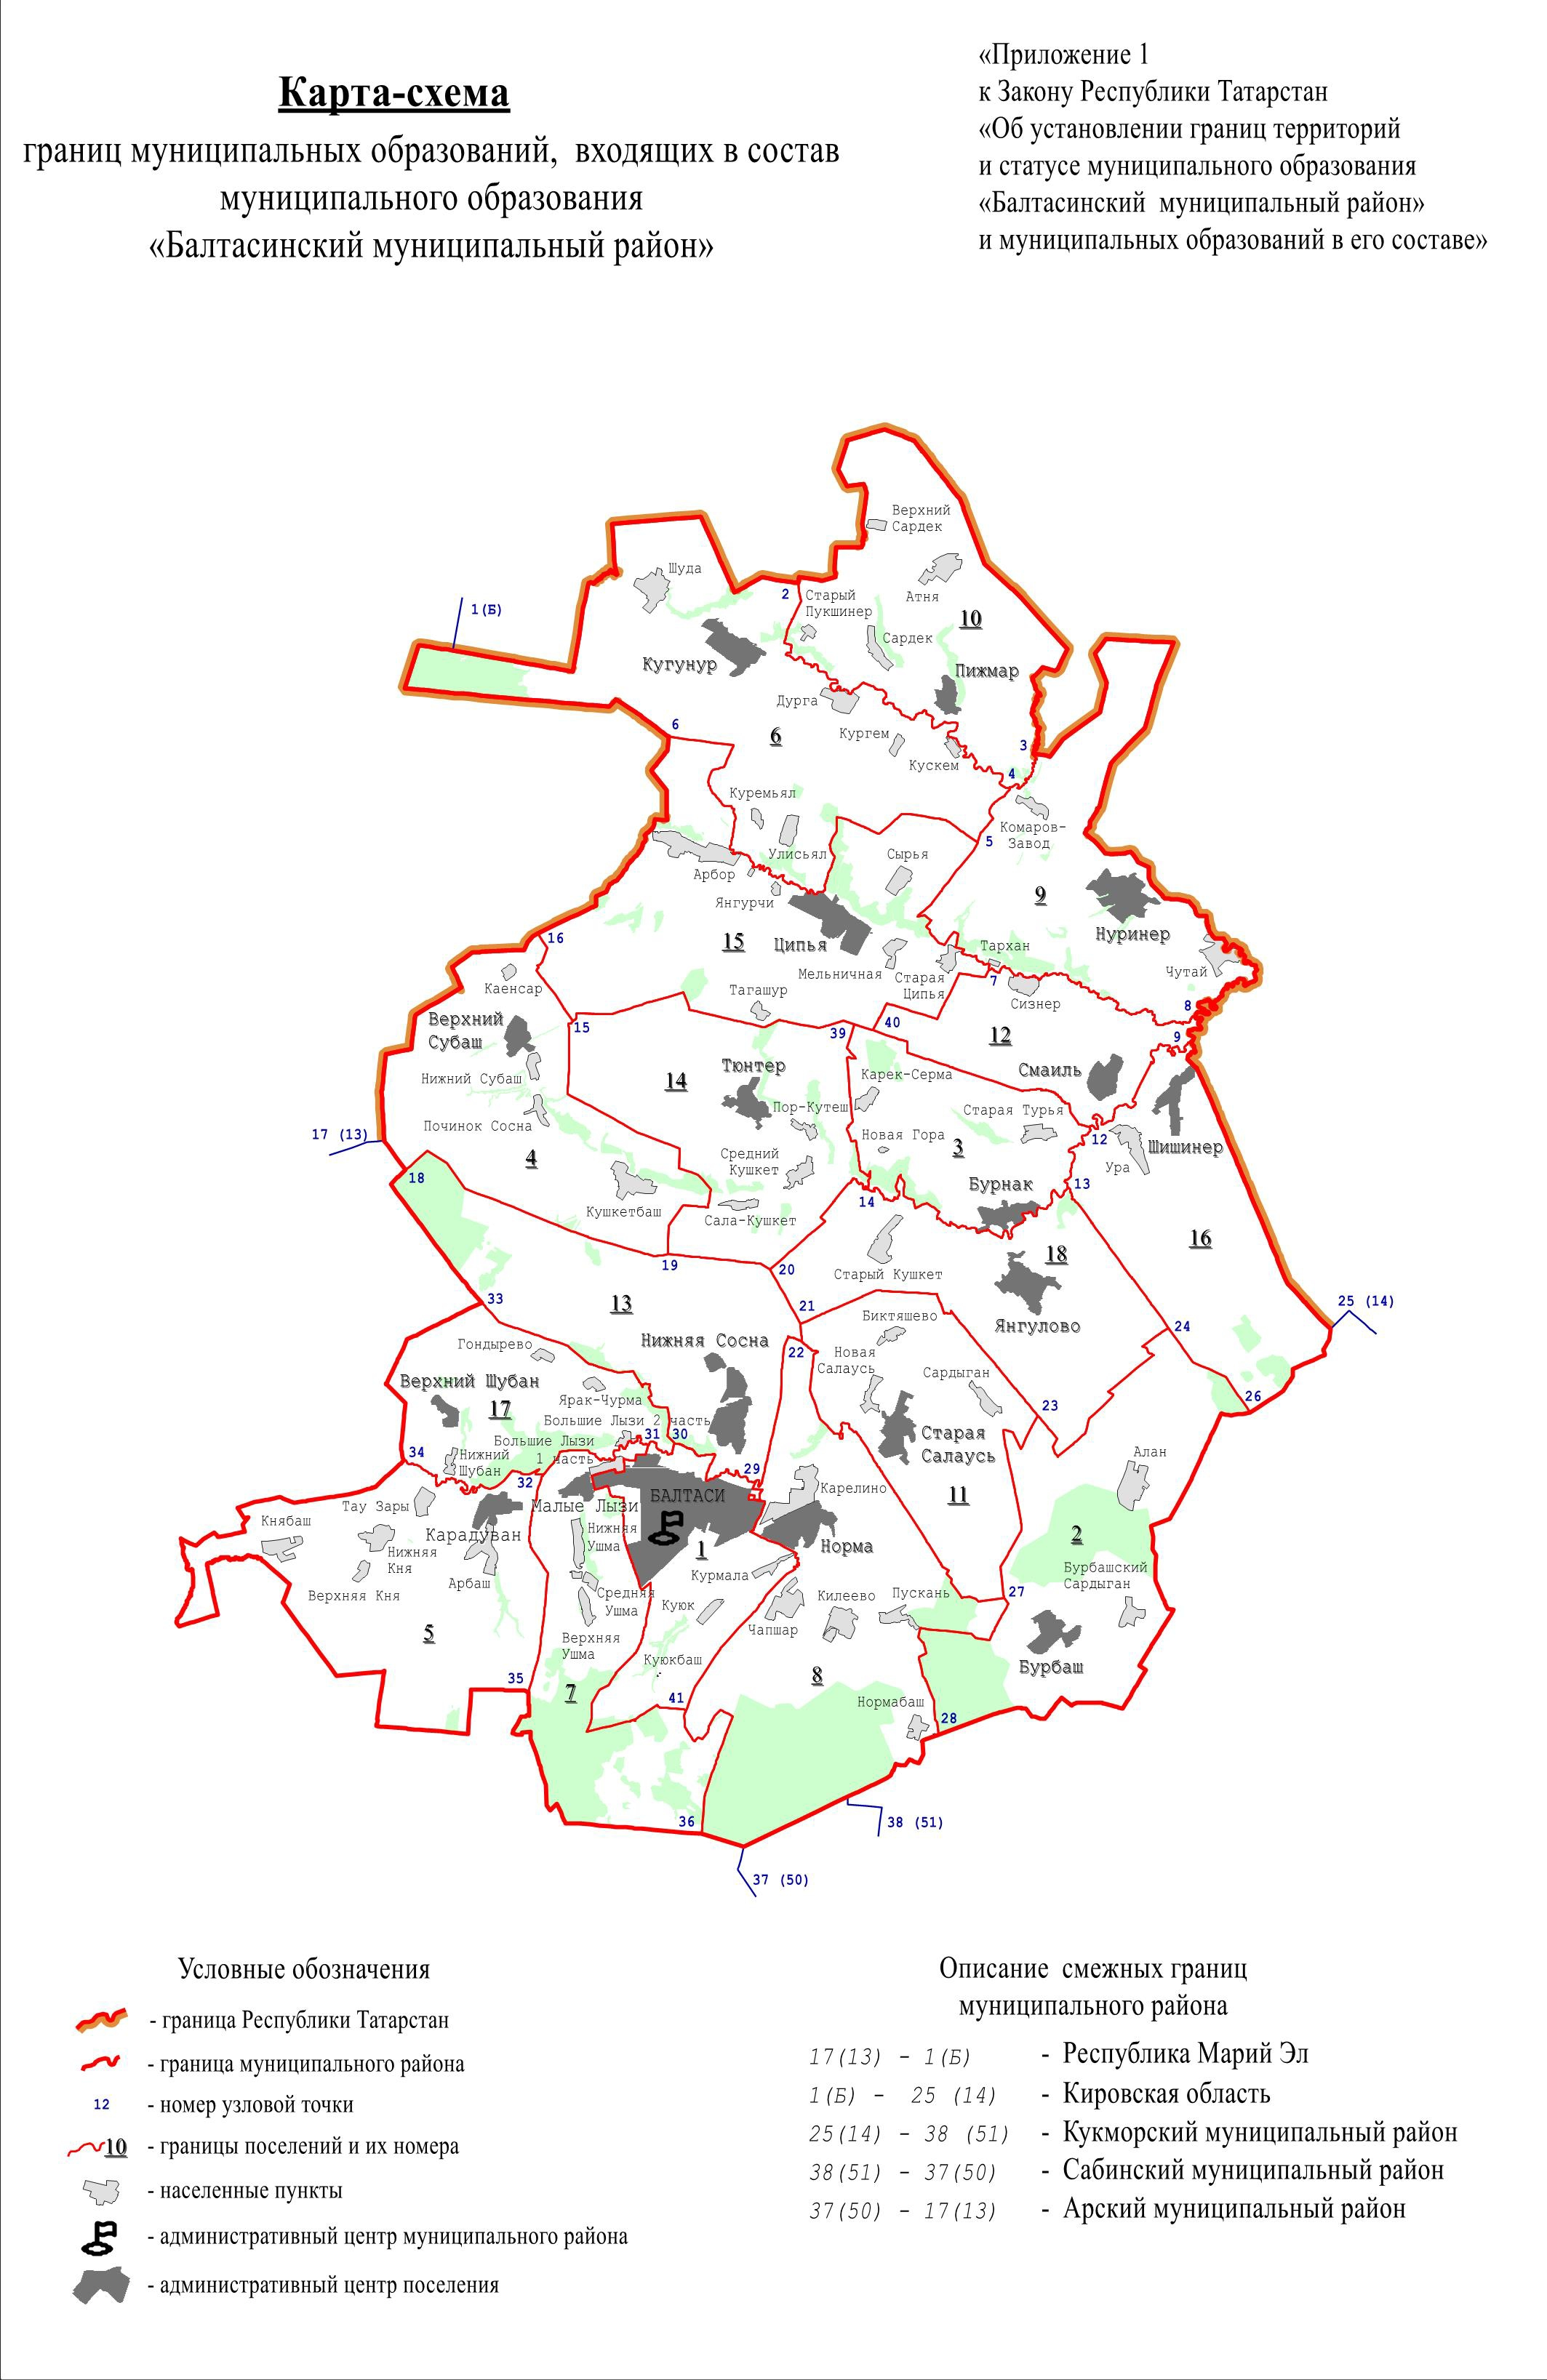 Карта-схема
границ муниципальных образований, входящих в состав
муниципального образования
«Балтасинский муниципальный район»
«Приложение 1
к Закону Республики Татарстан
«Об установлении границ территорий
и статусе муниципального образования
«Балтасинский муниципальный район»
и муниципальных образований в его составе»
Верхний
Сардек
Шуда
Атня
2
Старый
Пукшинер
1(Б)
10
Сардек
Кугунур
Пижмар
Дурга
6
6
Кургем
3
Кускем
4
Куремьял
Комаров-
Завод
5
Улисьял
Сырья
Арбор
9
Янгурчи
Нуринер
16
15
Ципья
Тархан
Мельничная
Старая
Ципья
Чутай
7
Каенсар
Тагашур
Сизнер
8
Верхний
Субаш
15
39
40
12
9
Тюнтер
Смаиль
Нижний Субаш
14
Карек-Серма
Пор-Кутеш
Старая Турья
Починок Сосна
17 (13)
Новая Гора
12
Шишинер
4
Средний
Кушкет
3
Ура
18
Бурнак
13
14
Кушкетбаш
Сала-Кушкет
16
18
19
20
Старый Кушкет
33
13
21
Янгулово
25 (14)
Биктяшево
24
Гондырево
Нижняя Сосна
22
Новая
Салаусь
Сардыган
Верхний Шубан
17
Ярак-Чурма
26
23
Большие Лызи 2 часть
Большие Лызи
1 часть
31
30
Старая
Салаусь
34
Нижний
Шубан
Алан
32
29
Карелино
11
Тау Зары
Малые Лызи
БАЛТАСИ
Княбаш
Карадуван
Нижняя
Ушма
2
Нижняя
Кня
1
Норма
Верхняя Кня
Арбаш
Курмала
Бурбашский
Сардыган
Средняя
Ушма
Куюк
Килеево
Пускань
27
5
Верхняя
Ушма
Чапшар
Куюкбаш
Бурбаш
35
7
8
41
Нормабаш
28
36
38 (51)
37 (50)
Условные обозначения
- граница Республики Татарстан
- граница муниципального района
12 - номер узловой точки
10 - границы поселений и их номера
- населенные пункты
- административный центр муниципального района
- административный центр поселения
Описание смежных границ
муниципального района
17(13) - 1(Б) - Республика Марий Эл
1(Б) - 25 (14) - Кировская область
25(14) - 38 (51) - Кукморский муниципальный район
38(51) - 37(50) - Сабинский муниципальный район
37(50) - 17(13) - Арский муниципальный район